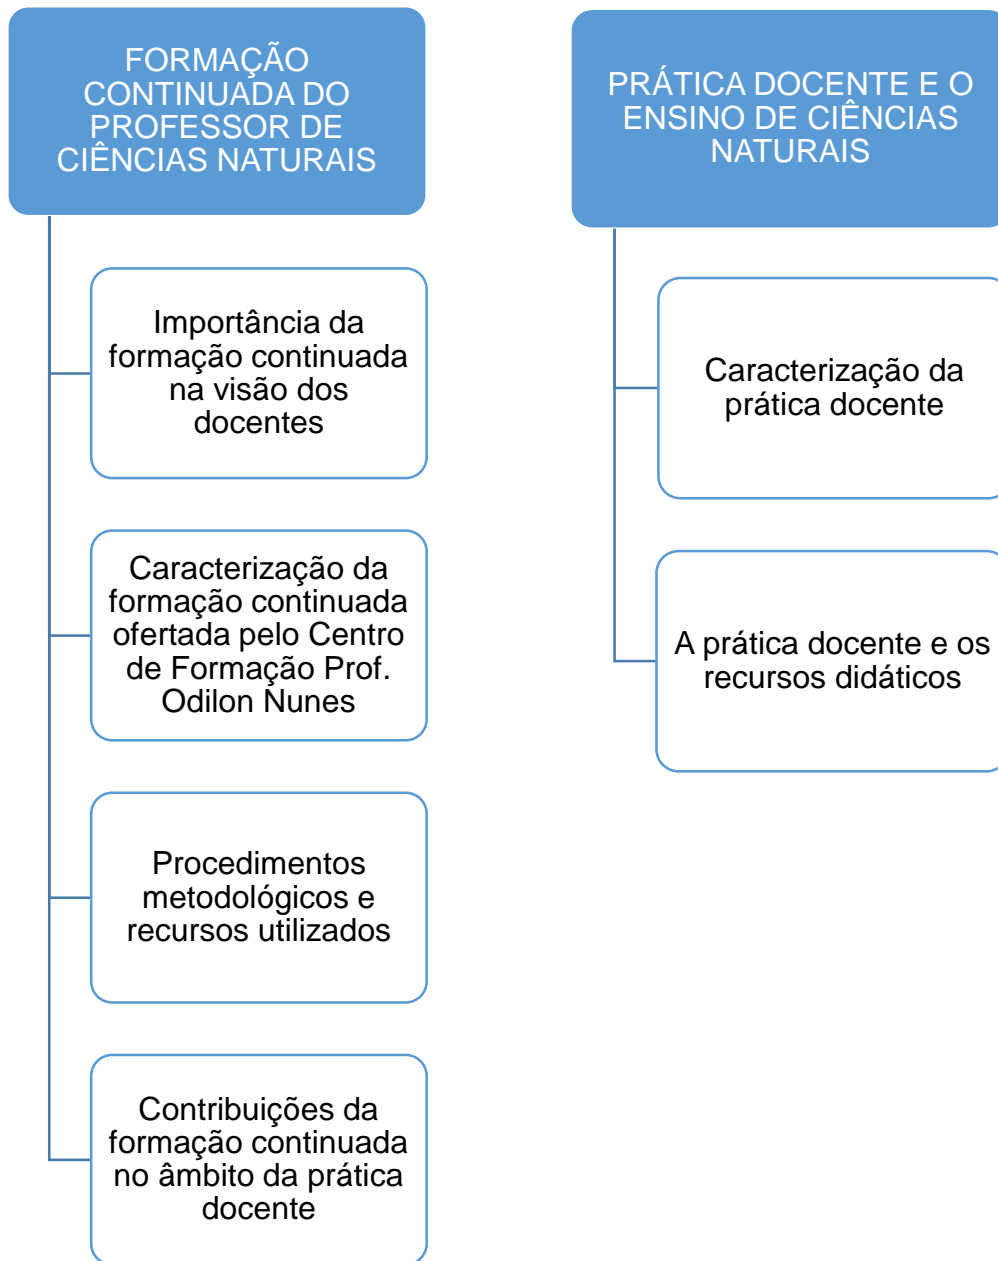 FORMAÇÃO
CONTINUADA DO
PROFESSOR DE
CIÊNCIAS NATURAIS
Importância da
formação continuada
na visão dos
docentes
Caracterização da
formação continuada
ofertada pelo Centro
de Formação Prof.
Odilon Nunes
Procedimentos
metodológicos e
recursos utilizados
Contribuições da
formação continuada
no âmbito da prática
docente
PRÁTICA DOCENTE E O
ENSINO DE CIÊNCIAS
NATURAIS
Caracterização da
prática docente
A prática docente e os
recursos didáticos